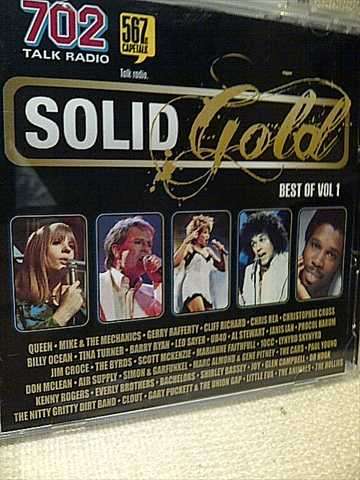 702
TALK RADIO
567
CAPETALK
Talk radio.
SOLID Gold
BEST OF VOL 1
QUEEN · MIKE & THE MECHANICS · GERRY RAFFERTY · CLIFF RICHARD · CHRIS REA · CHRISTOPHER CROSS
BILLY OCEAN · TINA TURNER · BARRY RYAN · LEO SAYER · UB40 · AL STEWART · JANIS IAN · PROCOL HARUM
JIM CROCE · THE BYRDS · SCOTT MCKENZIE · MARIANNE FAITHFUL · 10CC · LYNYRD SKYNYRD
DON MCLEAN · AIR SUPPLY · SIMON & GARFUNKEL · MARC ALMOND & GENE PITNEY · THE CARS · PAUL YOUNG
KENNY ROGERS · EVERLY BROTHERS · BACHELORS · SHIRLEY BASSEY · JOY · GLEN CAMPBELL · DR HOOK
THE NITTY GRITTY DIRT BAND · CLOUT · GARY PUCKETT & THE UNION GAP · LITTLE EVA · THE ANIMALS · THE HOLLIES